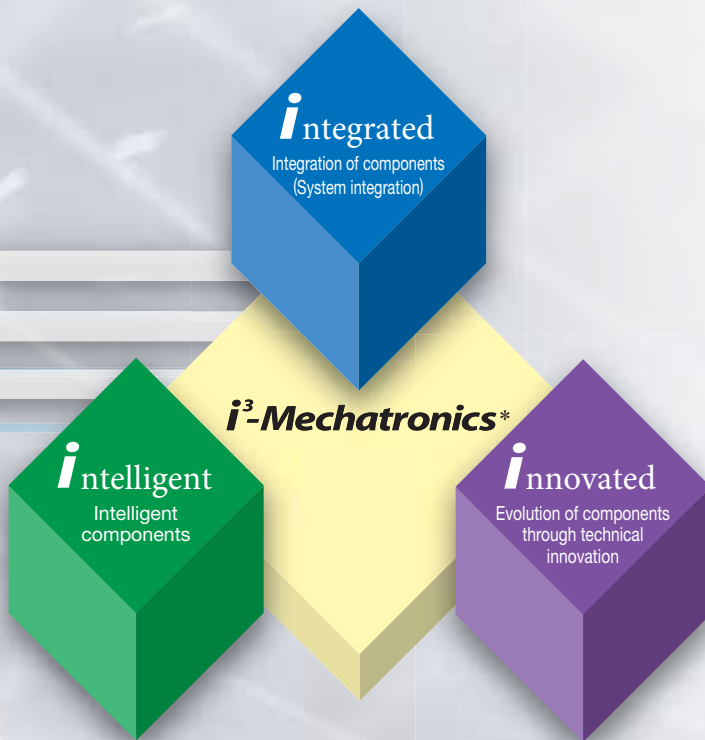 integrated
Integration of components
(System integration)
i³-Mechatronics*
intelligent
Intelligent
components
innovated
Evolution of components
through technical
innovation